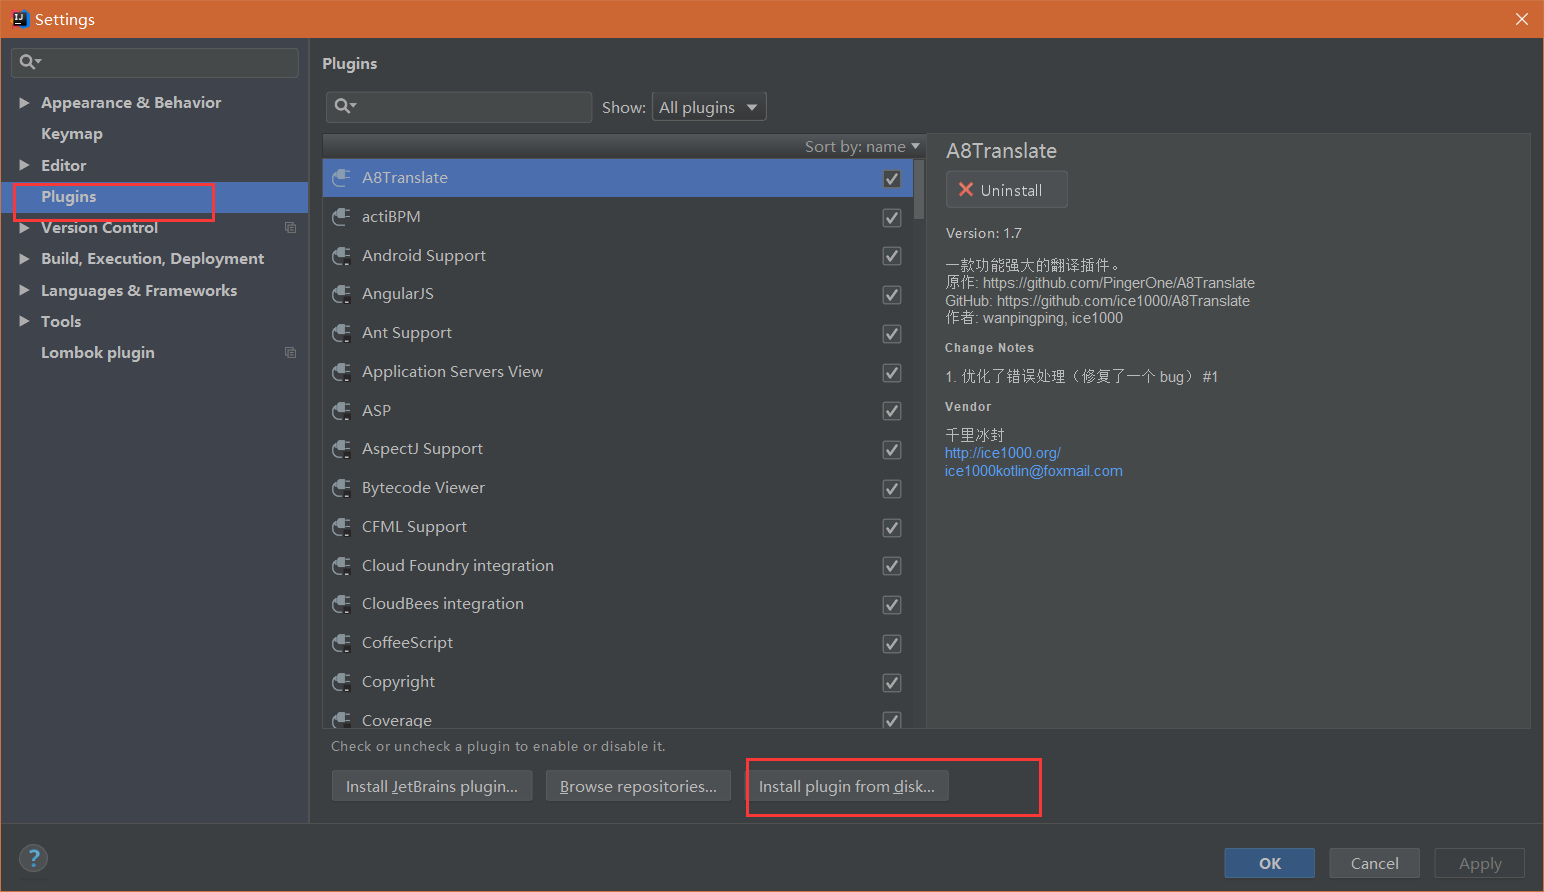 Settings
Appearance & Behavior
Keymap
Editor
Plugins
Version Control
Build, Execution, Deployment
Languages & Frameworks
Tools
Lombok plugin
Plugins
Show: All plugins
Sort by: name
A8Translate
actiBPM
Android Support
AngularJS
Ant Support
Application Servers View
ASP
AspectJ Support
Bytecode Viewer
CFML Support
Cloud Foundry integration
CloudBees integration
CoffeeScript
Copyright
Coverage
Check or uncheck a plugin to enable or disable it.
Install JetBrains plugin...
Browse repositories...
Install plugin from disk...
A8Translate
Uninstall
Version: 1.7
一款功能强大的翻译插件。
原作: https://github.com/PingerOne/A8Translate
GitHub: https://github.com/ice1000/A8Translate
作者: wanpingping, ice1000
Change Notes
1. 优化了错误处理（修复了一个 bug） #1
Vendor
千里冰封
http://ice1000.org/
ice1000kotlin@foxmail.com
?
OK
Cancel
Apply